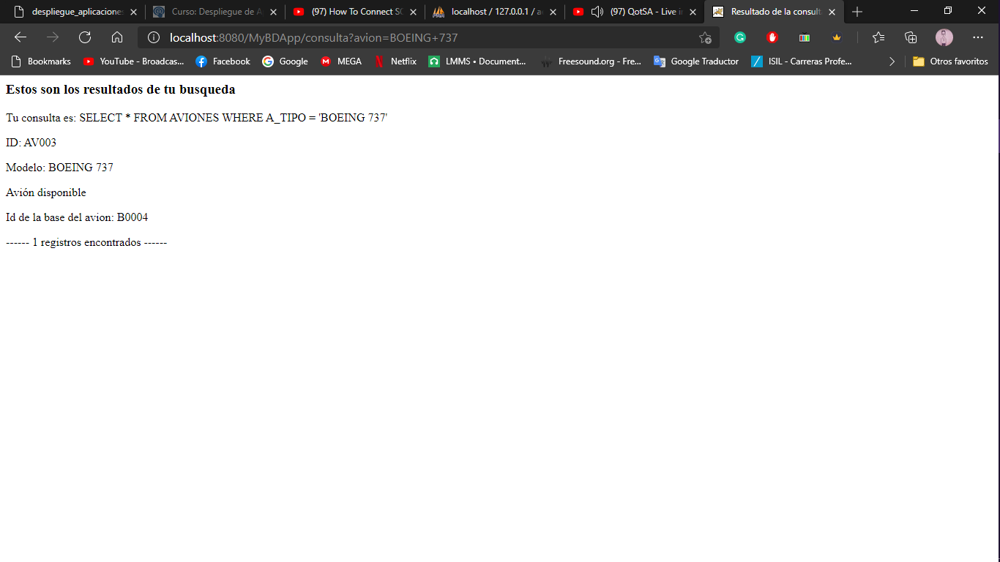 despliegue_aplicaciones
Curso: Despliegue de A
(97) How To Connect SQ
localhost / 127.0.0.1 / a
(97) QotSA - Live i
Resultado de la consult
localhost:8080/MyBDApp/consulta?avion=BOEING+737
Bookmarks
YouTube - Broadcas...
Facebook
Google
MEGA
Netflix
LMMS • Document...
Freesound.org - Fre...
Google Traductor
ISIL - Carreras Profe...
Otros favoritos
Estos son los resultados de tu busqueda
Tu consulta es: SELECT * FROM AVIONES WHERE A_TIPO = 'BOEING 737'
ID: AV003
Modelo: BOEING 737
Avión disponible
Id de la base del avion: B0004
------ 1 registros encontrados ------